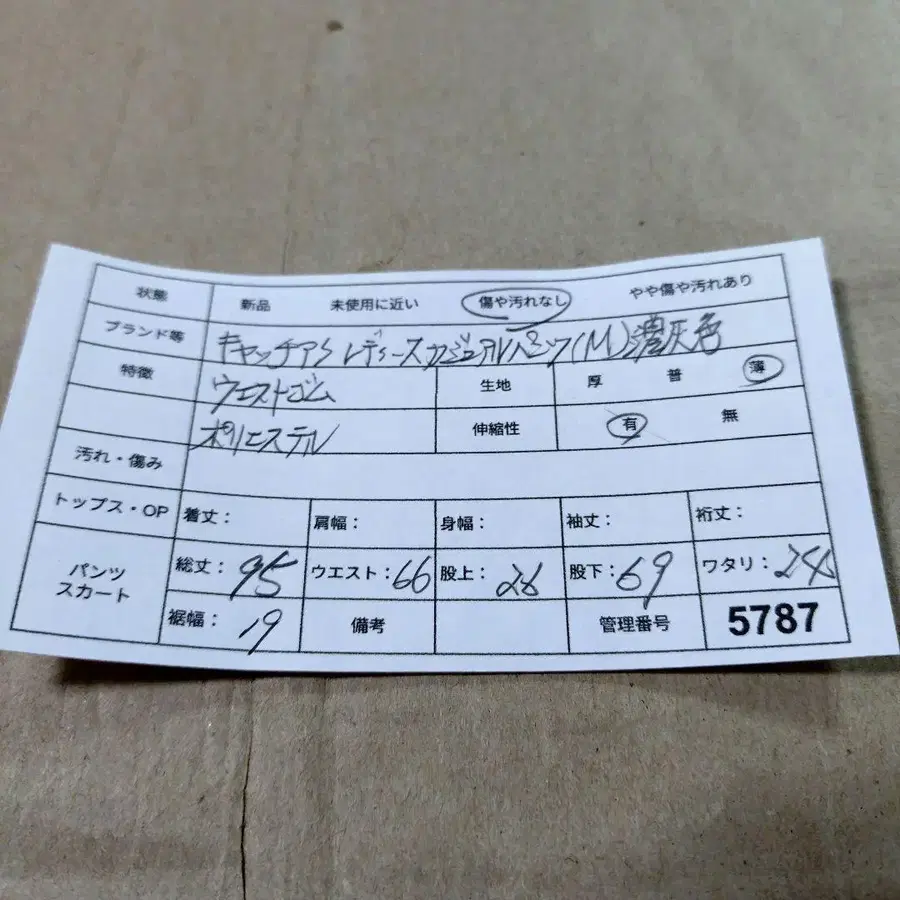 状態 新品 未使用に近い 傷や汚れなし やや傷や汚れあり
ブランド等 キャッチアイ レディースカジュアルパンツ(M)濃灰色
特徴 ウエストゴム 生地 厚 普 薄
ポリエステル 伸縮性 有 無
汚れ・傷み
トップス・OP 着丈: 肩幅: 身幅: 袖丈: 裄丈:
パンツ スカート 総丈:95 ウエスト:66 股上:26 股下:69 ワタリ:
裾幅:19 備考 管理番号 5787